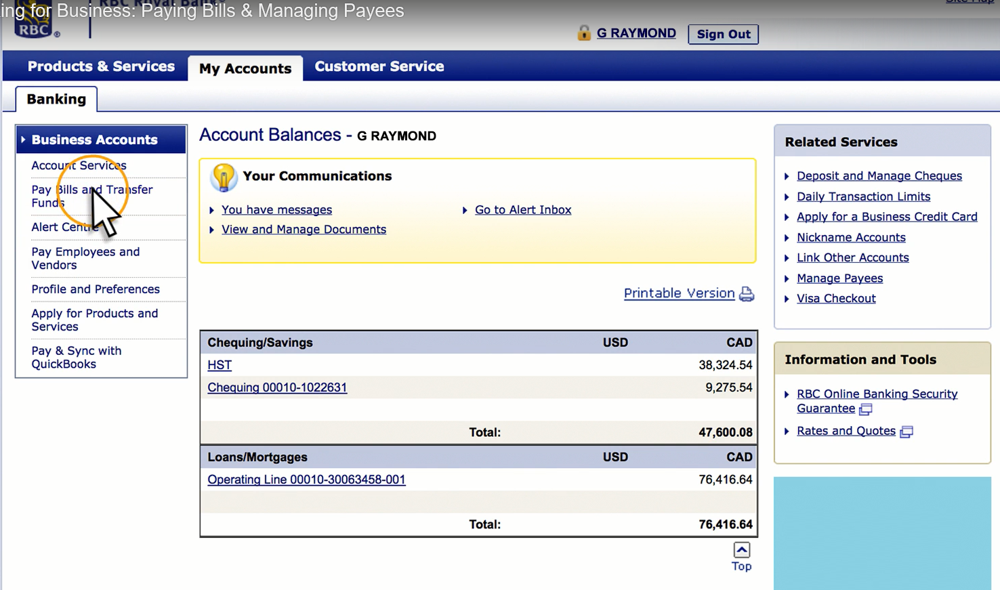 ing for Business: Paying Bills & Managing Payees
RBC Royal Bank
Site Map
RBC ®
G RAYMOND
Sign Out
Products & Services
My Accounts
Customer Service
Banking
Business Accounts
Account Services
Pay Bills and Transfer
Funds
Alert Centre
Pay Employees and
Vendors
Profile and Preferences
Apply for Products and
Services
Pay & Sync with
QuickBooks
Account Balances - G RAYMOND
Your Communications
You have messages
Go to Alert Inbox
View and Manage Documents
Printable Version
Chequing/Savings USD CAD
HST 38,324.54
Chequing 00010-1022631 9,275.54
Total: 47,600.08
Loans/Mortgages USD CAD
Operating Line 00010-30063458-001 76,416.64
Total: 76,416.64
Top
Related Services
Deposit and Manage Cheques
Daily Transaction Limits
Apply for a Business Credit Card
Nickname Accounts
Link Other Accounts
Manage Payees
Visa Checkout
Information and Tools
RBC Online Banking Security
Guarantee
Rates and Quotes